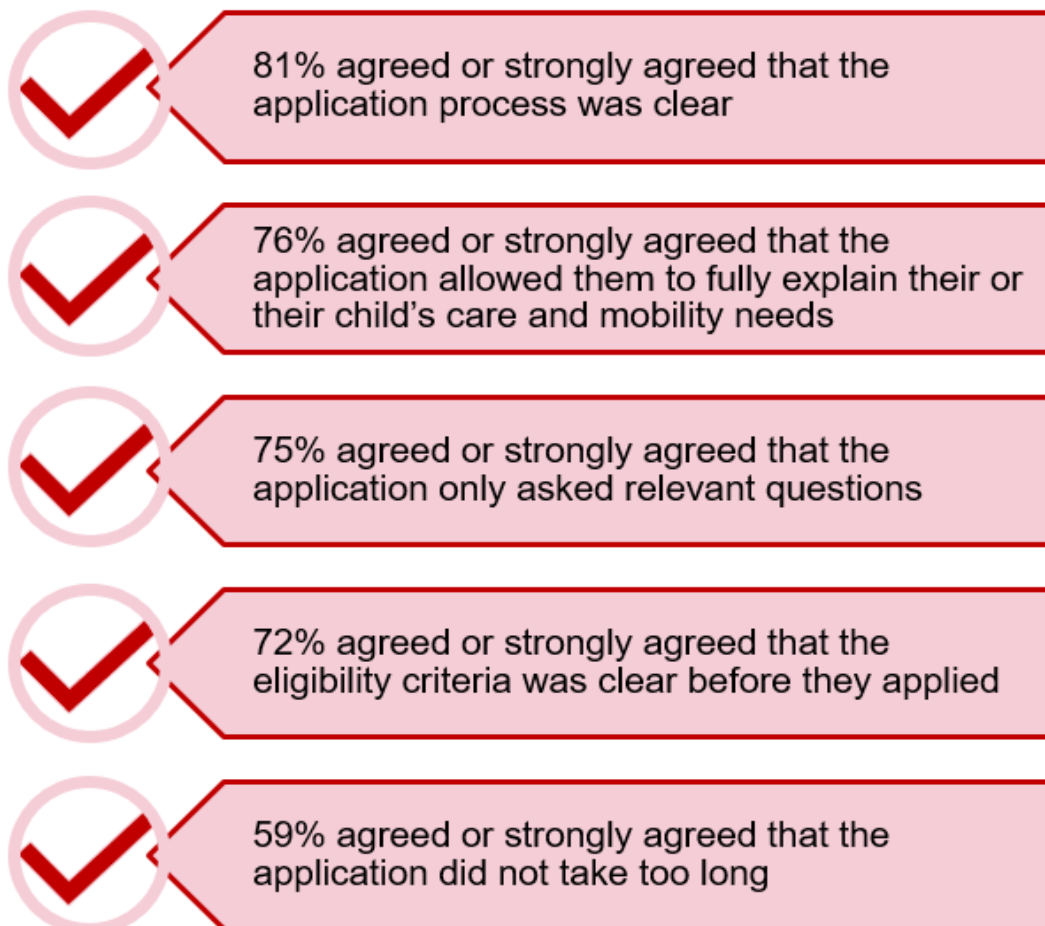 81% agreed or strongly agreed that the
application process was clear
76% agreed or strongly agreed that the
application allowed them to fully explain their or
their child’s care and mobility needs
75% agreed or strongly agreed that the
application only asked relevant questions
72% agreed or strongly agreed that the
eligibility criteria was clear before they applied
59% agreed or strongly agreed that the
application did not take too long